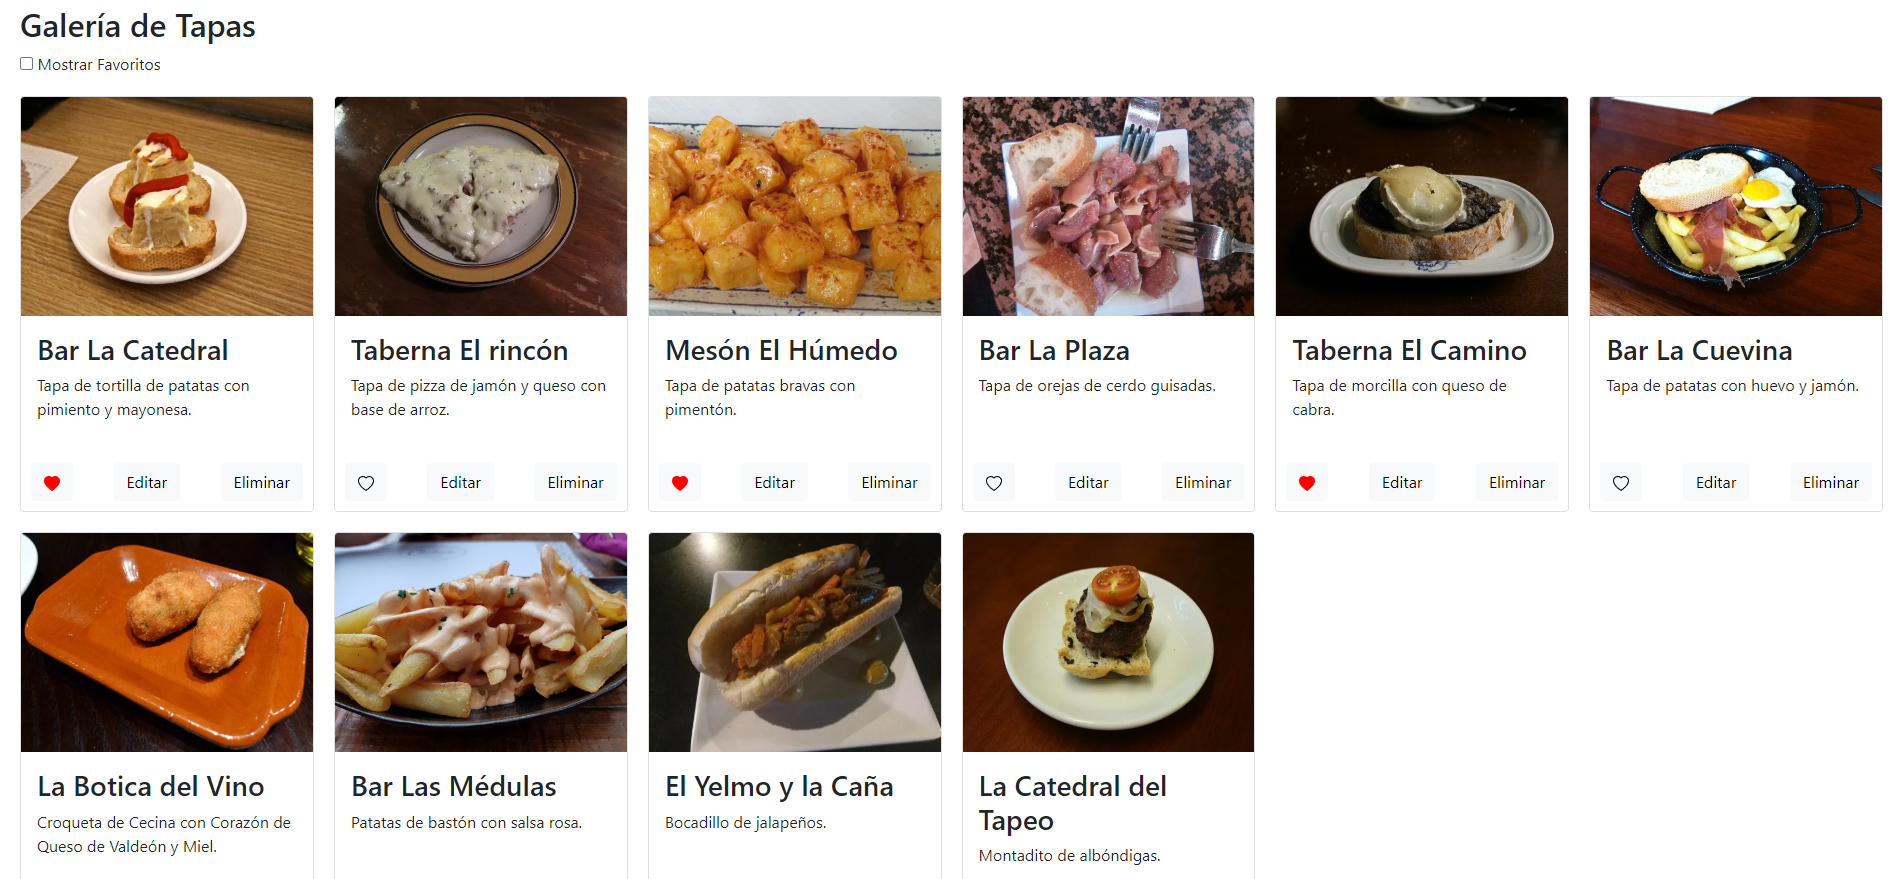 Galería de Tapas
Mostrar Favoritos
Bar La Catedral
Tapa de tortilla de patatas con
pimiento y mayonesa.
Editar
Eliminar
Taberna El rincón
Tapa de pizza de jamón y queso con
base de arroz.
Editar
Eliminar
Mesón El Húmedo
Tapa de patatas bravas con
pimentón.
Editar
Eliminar
Bar La Plaza
Tapa de orejas de cerdo guisadas.
Editar
Eliminar
Taberna El Camino
Tapa de morcilla con queso de
cabra.
Editar
Eliminar
Bar La Cuevina
Tapa de patatas con huevo y jamón.
Editar
Eliminar
La Botica del Vino
Croqueta de Cecina con Corazón de
Queso de Valdeón y Miel.
Bar Las Médulas
Patatas de bastón con salsa rosa.
El Yelmo y la Caña
Bocadillo de jalapeños.
La Catedral del
Tapeo
Montadito de albóndigas.